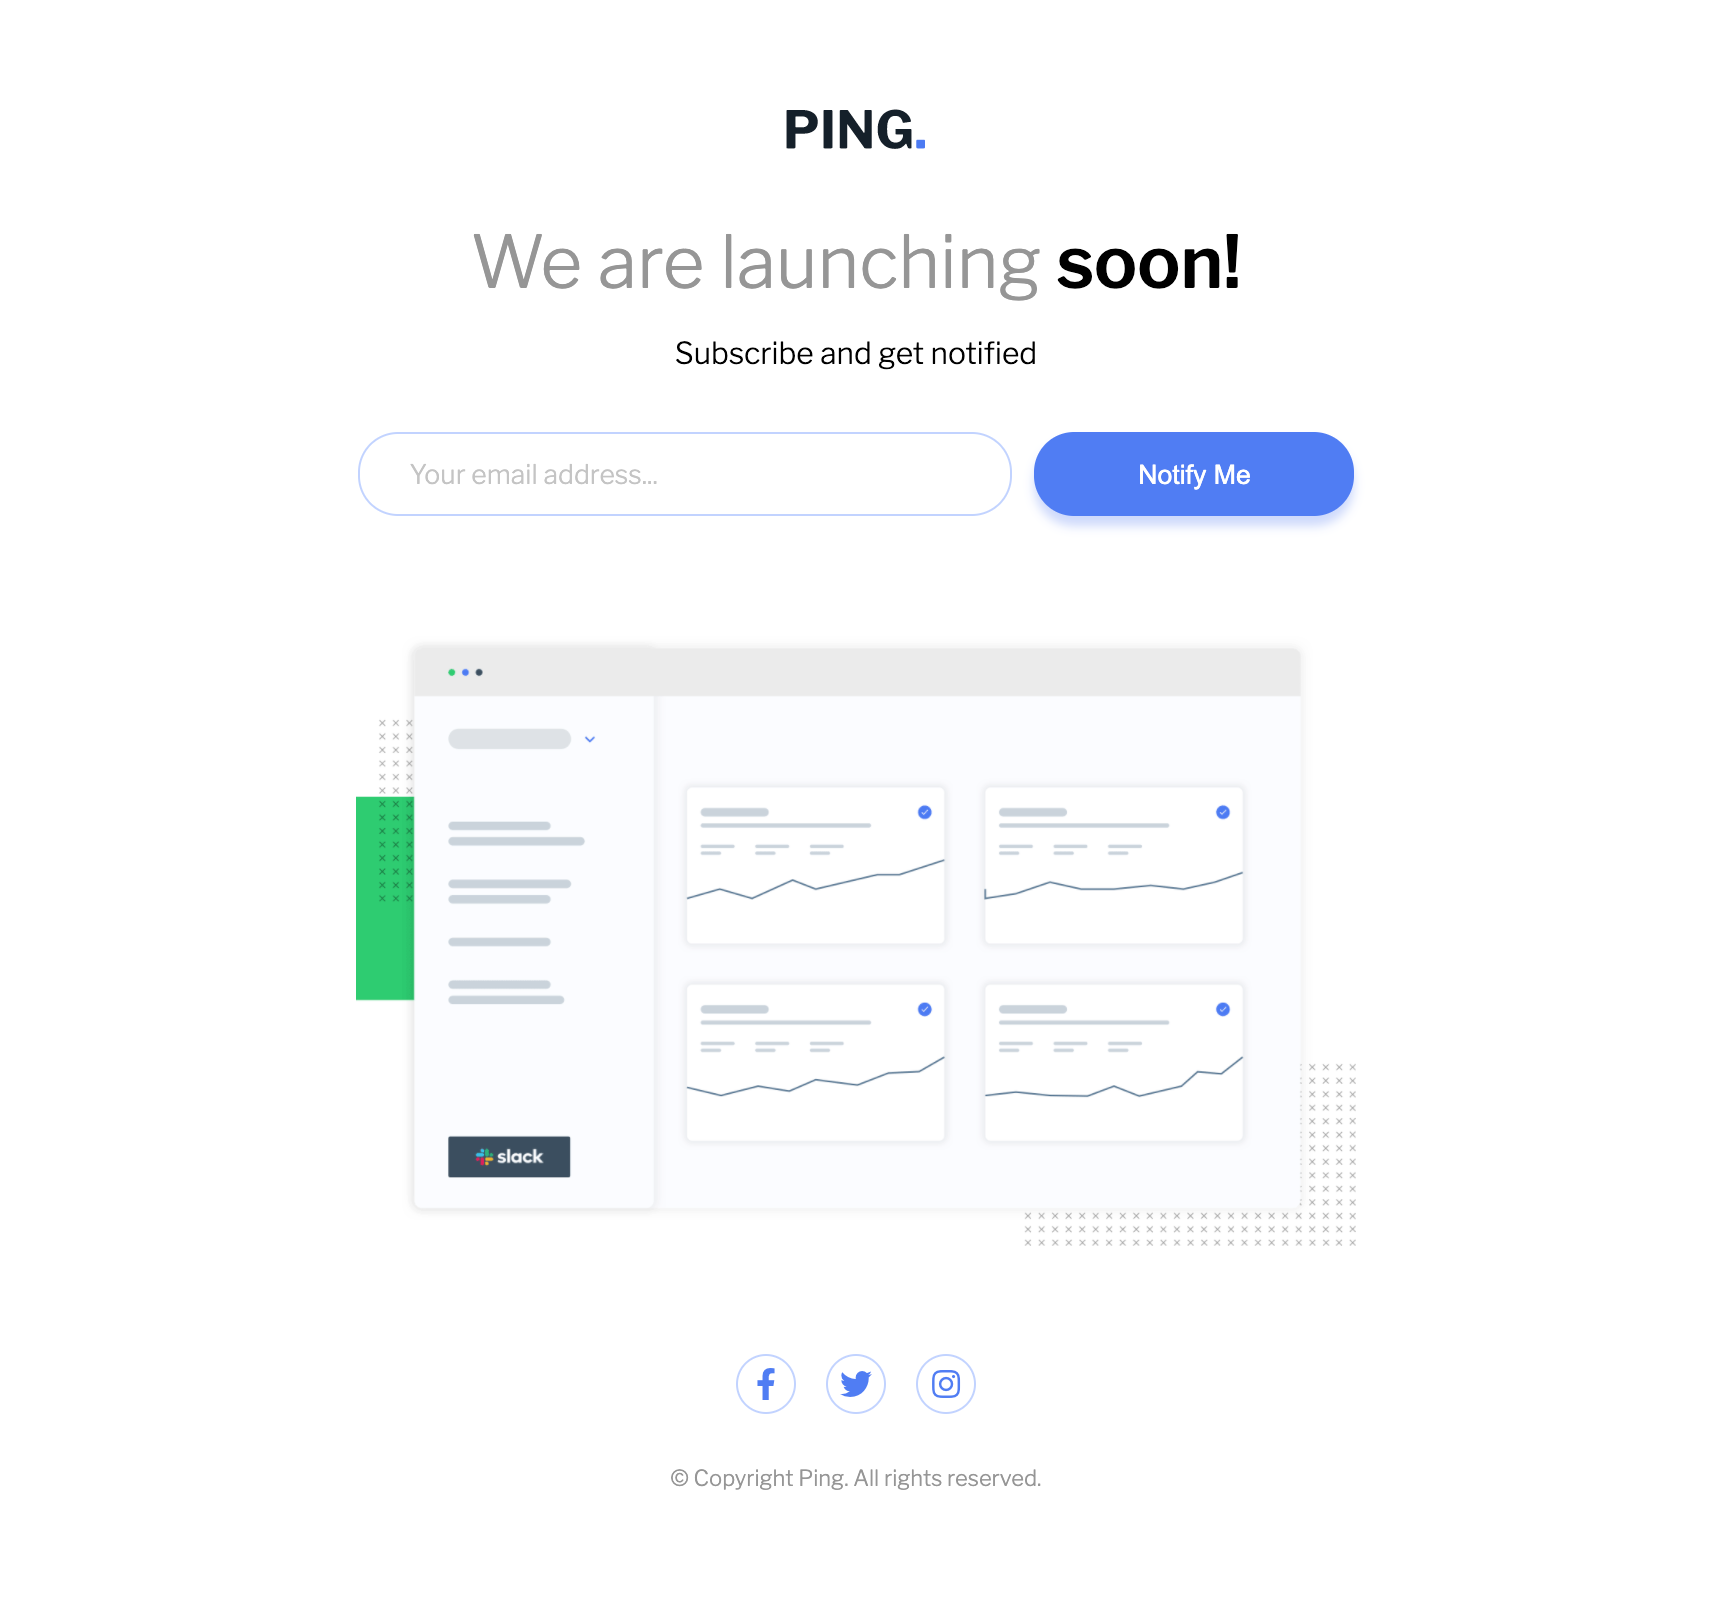 PING.
We are launching soon!
Subscribe and get notified
Your email address...
Notify Me
slack
© Copyright Ping. All rights reserved.